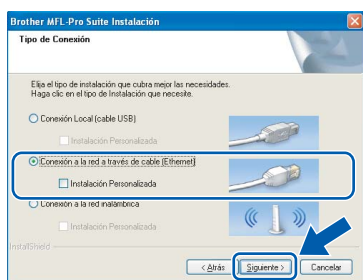 Brother MFL-Pro Suite Instalación
Tipo de Conexión
Elija el tipo de instalación que cubra mejor las necesidades.
Haga clic en el tipo de Instalación que necesite.
Conexión Local (cable USB)
Instalación Personalizada
Conexión a la red a través de cable (Ethernet)
Instalación Personalizada
Conexión a la red inalámbrica
Instalación Personalizada
InstallShield
< Atrás Siguiente > Cancelar